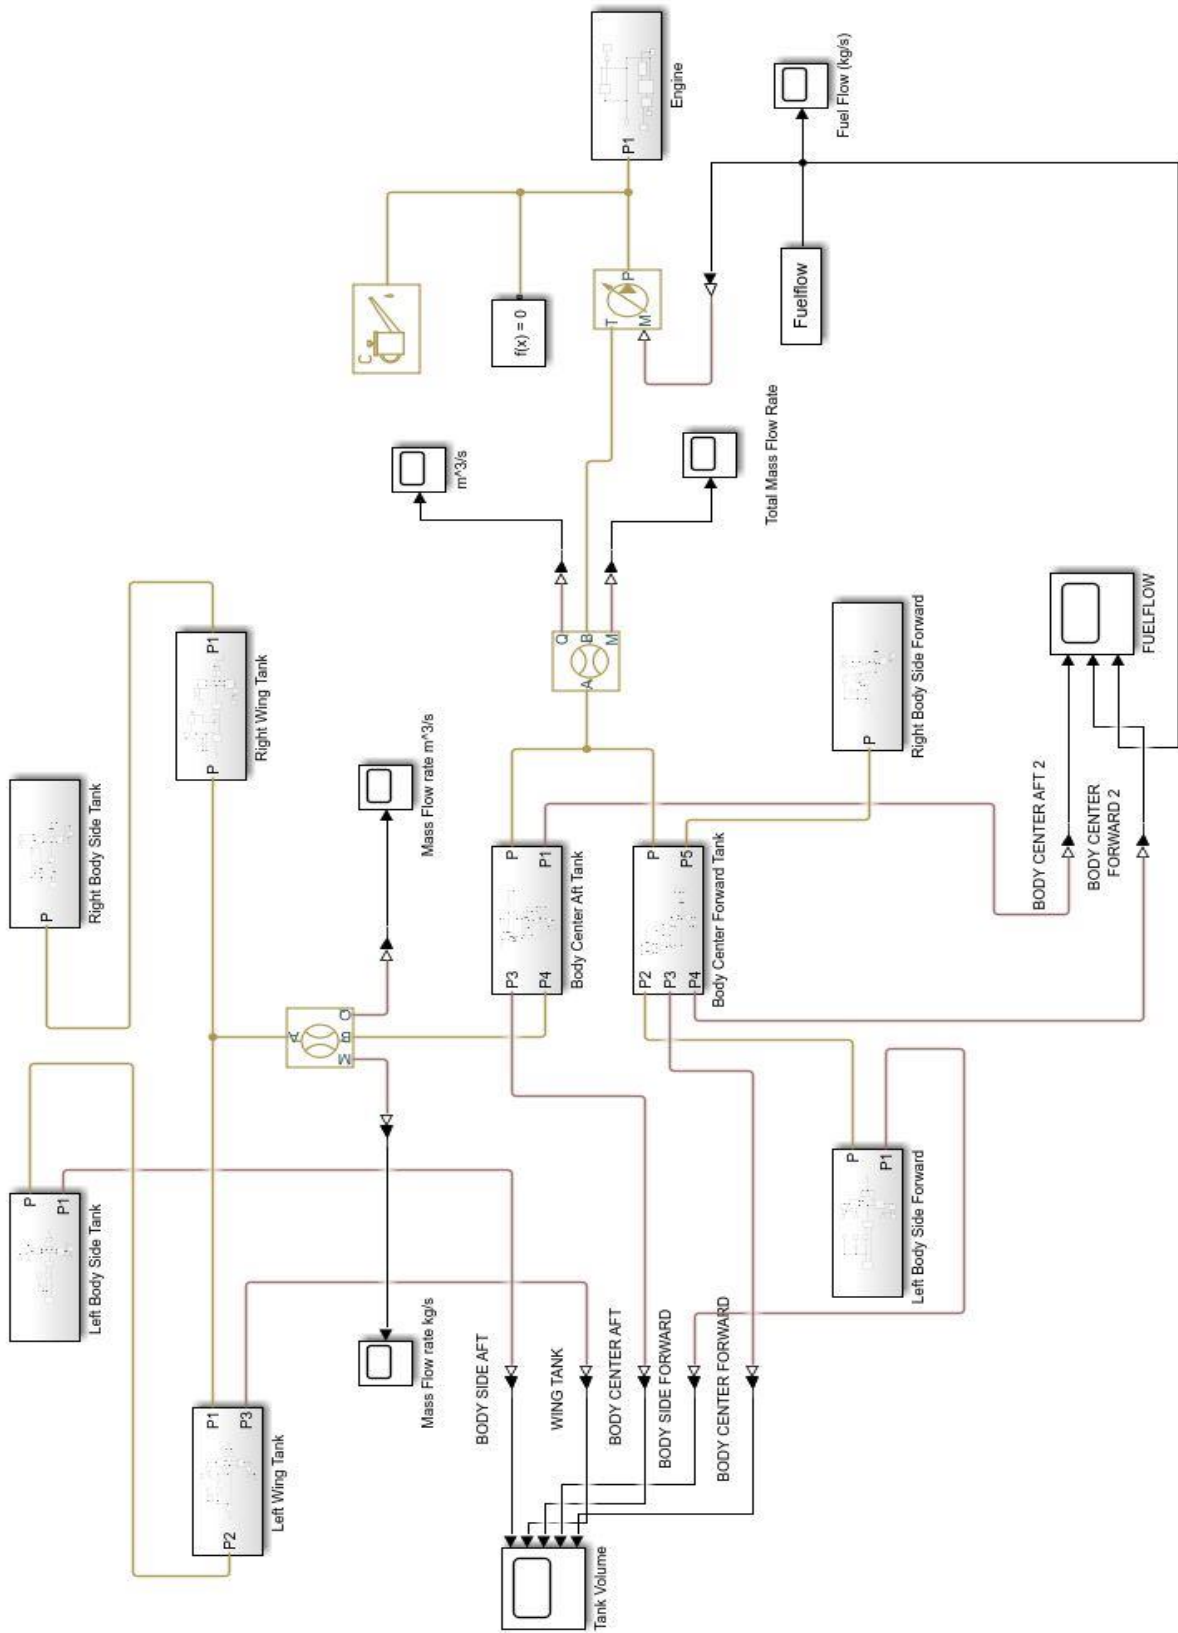 P
P1
Left Body Side Tank
P
Right Body Side Tank
P2
P1
P3
Left Wing Tank
P
P1
Right Wing Tank
A
M
B
Q
Mass Flow rate kg/s
Mass Flow rate m^3/s
m^3/s
C
f(x) = 0
P1
Engine
T
P
M
Fuelflow
Fuel Flow (kg/s)
Total Mass Flow Rate
A
Q
B
M
P3
P4
P
P1
Body Center Aft Tank
P2
P3
P4
P
P5
Body Center Forward Tank
P
Right Body Side Forward
P
P1
Left Body Side Forward
BODY SIDE AFT
WING TANK
BODY CENTER AFT
BODY SIDE FORWARD
BODY CENTER FORWARD
Tank Volume
BODY CENTER AFT 2
BODY CENTER
FORWARD 2
FUELFLOW